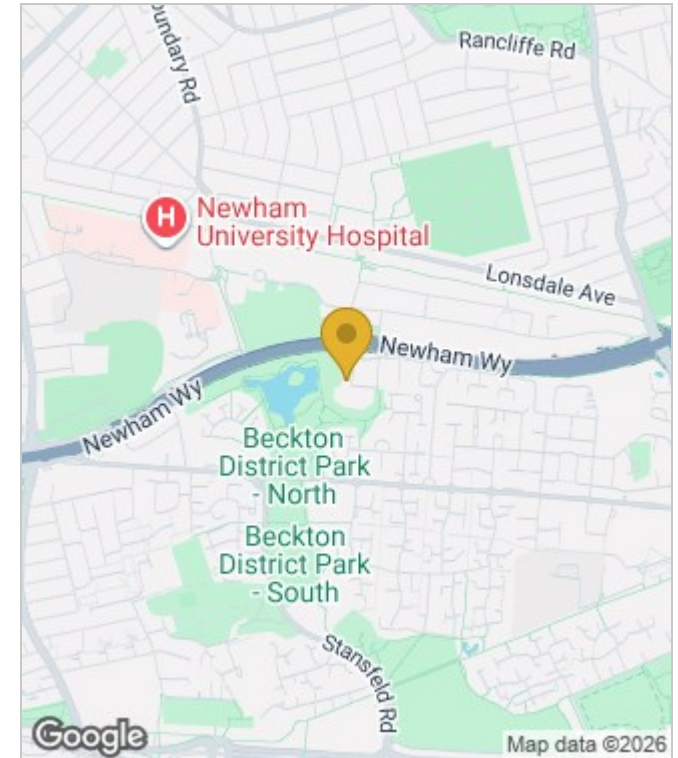 oundary Rd
Rancliffe Rd
H
Newham
University Hospital
Lonsdale Ave
Newham Wy
Newham Wy
Beckton
District Park
- North
Beckton
District Park
- South
Stansfeld Rd
Google
Map data ©2026